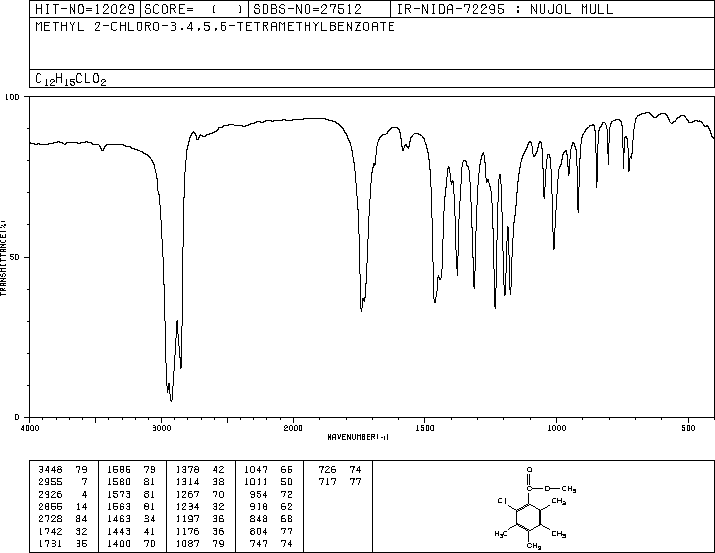 HIT-NO=12029 SCORE= ( ) SDBS-NO=27512 IR-NIDA-72295 : NUJOL MULL
METHYL 2-CHLORO-3,4,5,6-TETRAMETHYLBENZOATE
C12H15CLO2
100
50
0
TRANSMITTANCE(%)
4000 3000 2000 1500 1000 500
WAVENUMBER(-1)
3448 79 1586 79 1378 42 1047 66 726 74
2955 7 1580 81 1314 38 1011 50 717 77
2926 4 1573 81 1267 70 954 72
2855 14 1563 81 1234 32 918 62
2728 84 1463 34 1197 36 848 68
1742 32 1443 41 1176 36 804 77
1731 35 1400 70 1087 79 747 74
O
C O CH3
Cl CH3
H3C CH3
CH3